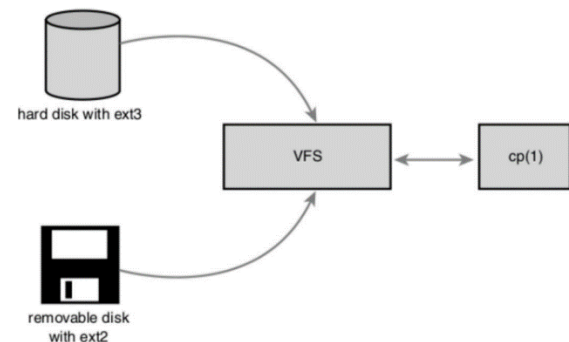 hard disk with ext3
VFS
cp(1)
removable disk
with ext2